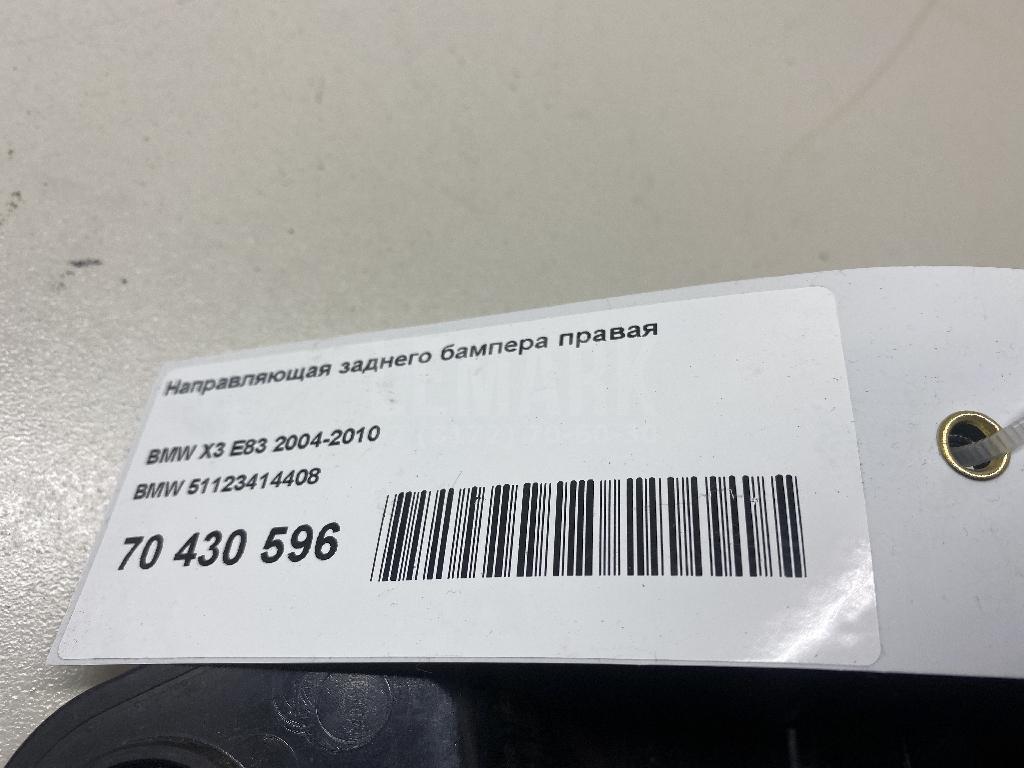 Направляющая заднего бампера правая
BMW X3 E83 2004-2010
BMW 51123414408
70 430 596